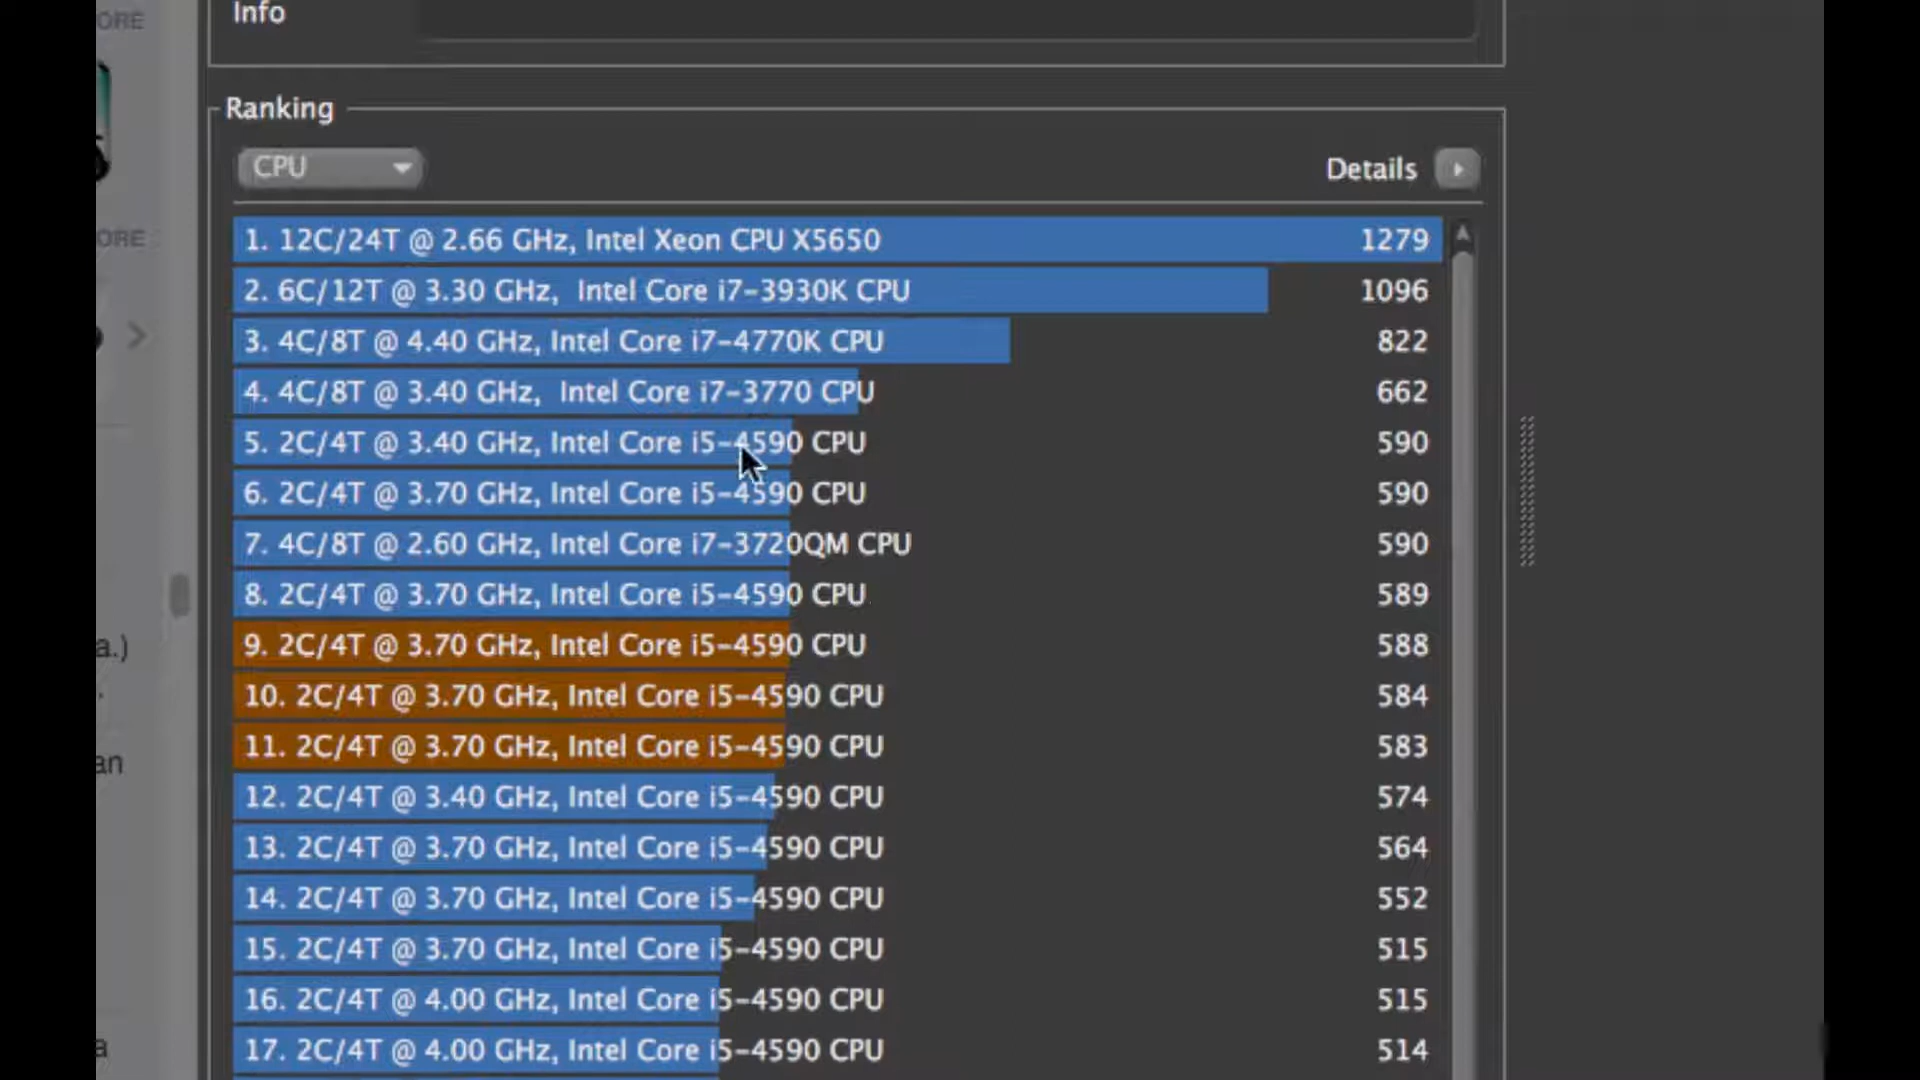 ORE
Info
Ranking
CPU
Details
1. 12C/24T @ 2.66 GHz, Intel Xeon CPU X5650 1279
ORE
2. 6C/12T @ 3.30 GHz, Intel Core i7-3930K CPU 1096
3. 4C/8T @ 4.40 GHz, Intel Core i7-4770K CPU 822
4. 4C/8T @ 3.40 GHz, Intel Core i7-3770 CPU 662
5. 2C/4T @ 3.40 GHz, Intel Core i5-4590 CPU 590
6. 2C/4T @ 3.70 GHz, Intel Core i5-4590 CPU 590
7. 4C/8T @ 2.60 GHz, Intel Core i7-3720QM CPU 590
8. 2C/4T @ 3.70 GHz, Intel Core i5-4590 CPU 589
a.)
9. 2C/4T @ 3.70 GHz, Intel Core i5-4590 CPU 588
10. 2C/4T @ 3.70 GHz, Intel Core i5-4590 CPU 584
11. 2C/4T @ 3.70 GHz, Intel Core i5-4590 CPU 583
an
12. 2C/4T @ 3.40 GHz, Intel Core i5-4590 CPU 574
13. 2C/4T @ 3.70 GHz, Intel Core i5-4590 CPU 564
14. 2C/4T @ 3.70 GHz, Intel Core i5-4590 CPU 552
15. 2C/4T @ 3.70 GHz, Intel Core i5-4590 CPU 515
16. 2C/4T @ 4.00 GHz, Intel Core i5-4590 CPU 515
a
17. 2C/4T @ 4.00 GHz, Intel Core i5-4590 CPU 514